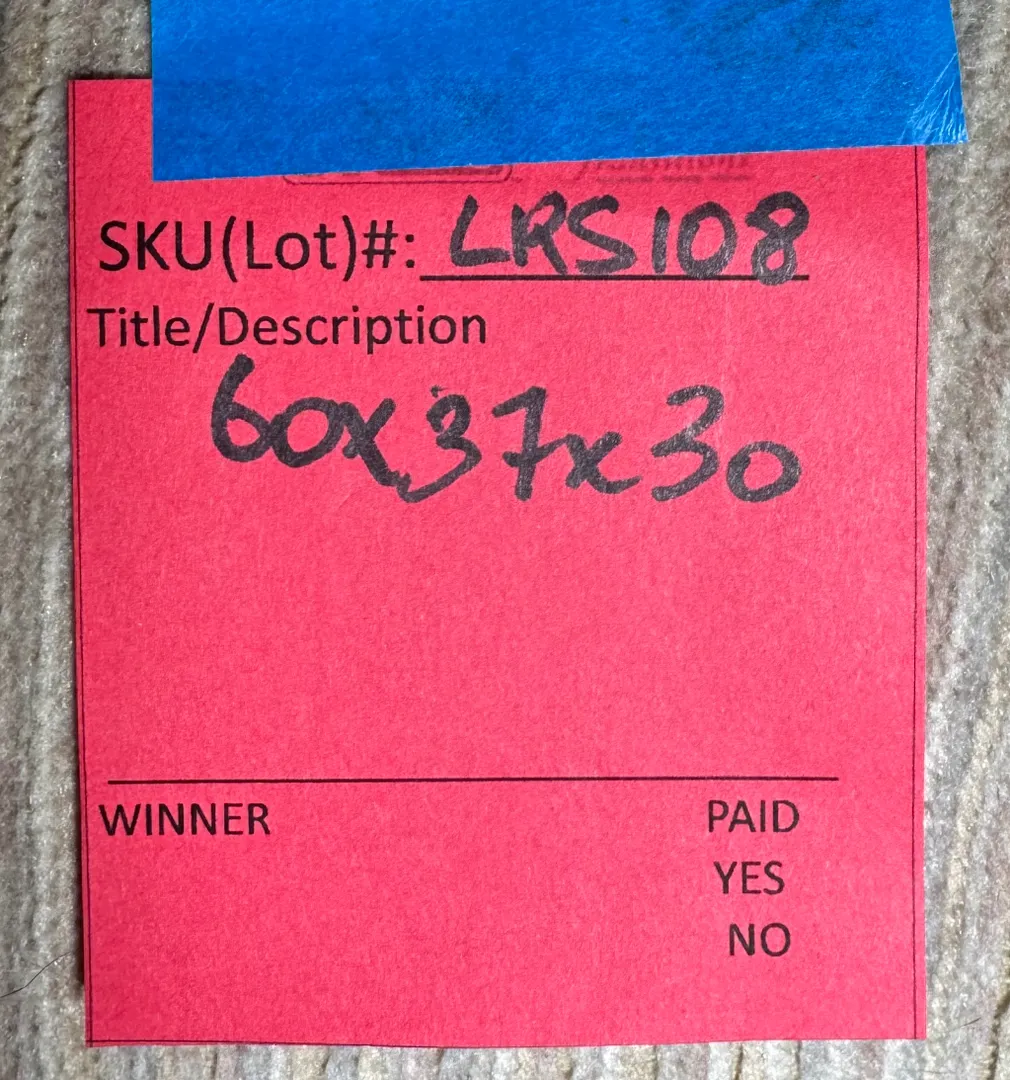 SKU(Lot)#: LRS108
Title/Description
60x37x30
WINNER PAID
YES
NO